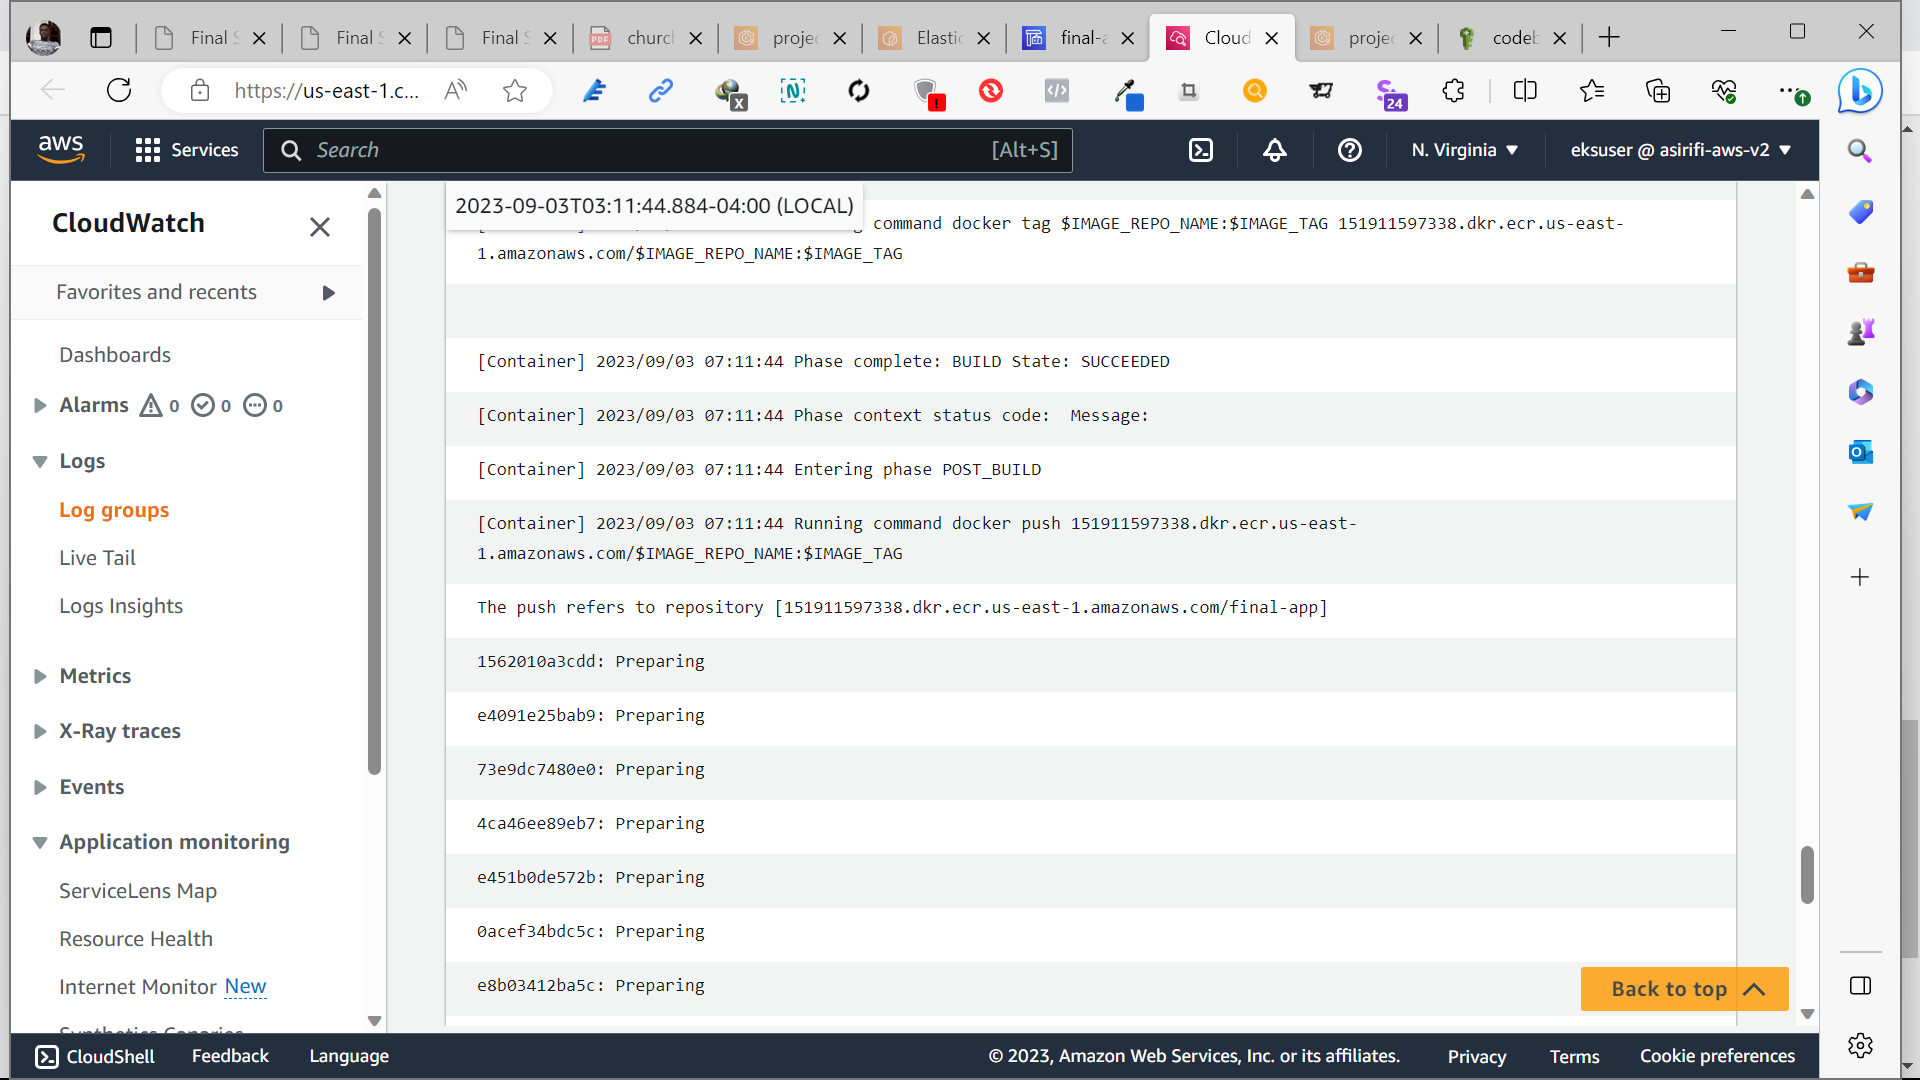 Final S
Final S
Final S
PDF
church
projec
Elastic
final-a
Cloud
projec
codeb
https://us-east-1.c...
24
aws
Services
Search
[Alt+S]
N. Virginia
eksuser @ asirifi-aws-v2
CloudWatch
Favorites and recents
Dashboards
Alarms 0 0 0
Logs
Log groups
Live Tail
Logs Insights
Metrics
X-Ray traces
Events
Application monitoring
ServiceLens Map
Resource Health
Internet Monitor New
Synthetics Canaries
2023-09-03T03:11:44.884-04:00 (LOCAL)
command docker tag $IMAGE_REPO_NAME:$IMAGE_TAG 151911597338.dkr.ecr.us-east-
1.amazonaws.com/$IMAGE_REPO_NAME:$IMAGE_TAG
[Container] 2023/09/03 07:11:44 Phase complete: BUILD State: SUCCEEDED
[Container] 2023/09/03 07:11:44 Phase context status code:  Message:
[Container] 2023/09/03 07:11:44 Entering phase POST_BUILD
[Container] 2023/09/03 07:11:44 Running command docker push 151911597338.dkr.ecr.us-east-
1.amazonaws.com/$IMAGE_REPO_NAME:$IMAGE_TAG
The push refers to repository [151911597338.dkr.ecr.us-east-1.amazonaws.com/final-app]
1562010a3cdd: Preparing
e4091e25bab9: Preparing
73e9dc7480e0: Preparing
4ca46ee89eb7: Preparing
e451b0de572b: Preparing
0acef34bdc5c: Preparing
e8b03412ba5c: Preparing
Back to top
CloudShell
Feedback
Language
© 2023, Amazon Web Services, Inc. or its affiliates.
Privacy
Terms
Cookie preferences